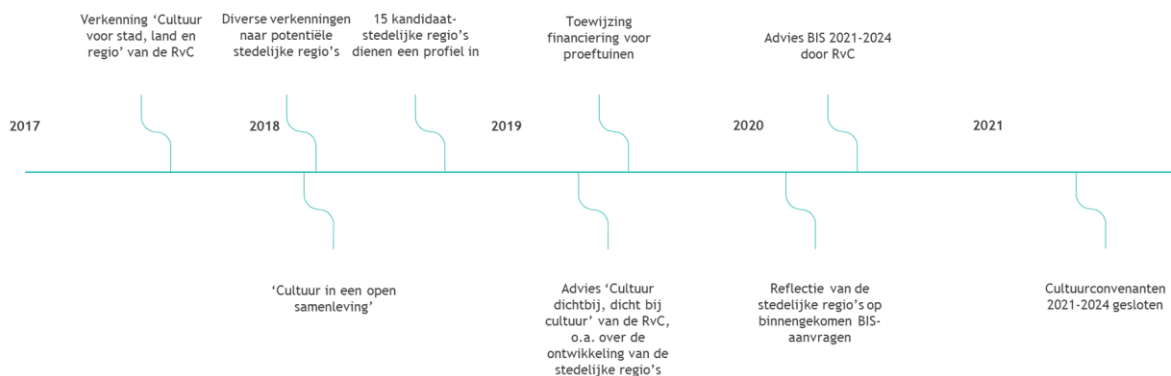 Verkenning ‘Cultuur
voor stad, land en
regio’ van de RvC
Diverse verkenningen
naar potentiële
stedelijke regio’s
15 kandidaat-
stedelijke regio’s
dienen een profiel in
Toewijzing
financiering voor
proeftuinen
Advies BIS 2021-2024
door RvC
2017
2018
2019
2020
2021
‘Cultuur in een open
samenleving’
Advies ‘Cultuur
dichtbij, dicht bij
cultuur’ van de RvC,
o.a. over de
ontwikkeling van de
stedelijke regio’s
Reflectie van de
stedelijke regio’s op
binnengekomen BIS-
aanvragen
Cultuurconvenanten
2021-2024 gesloten